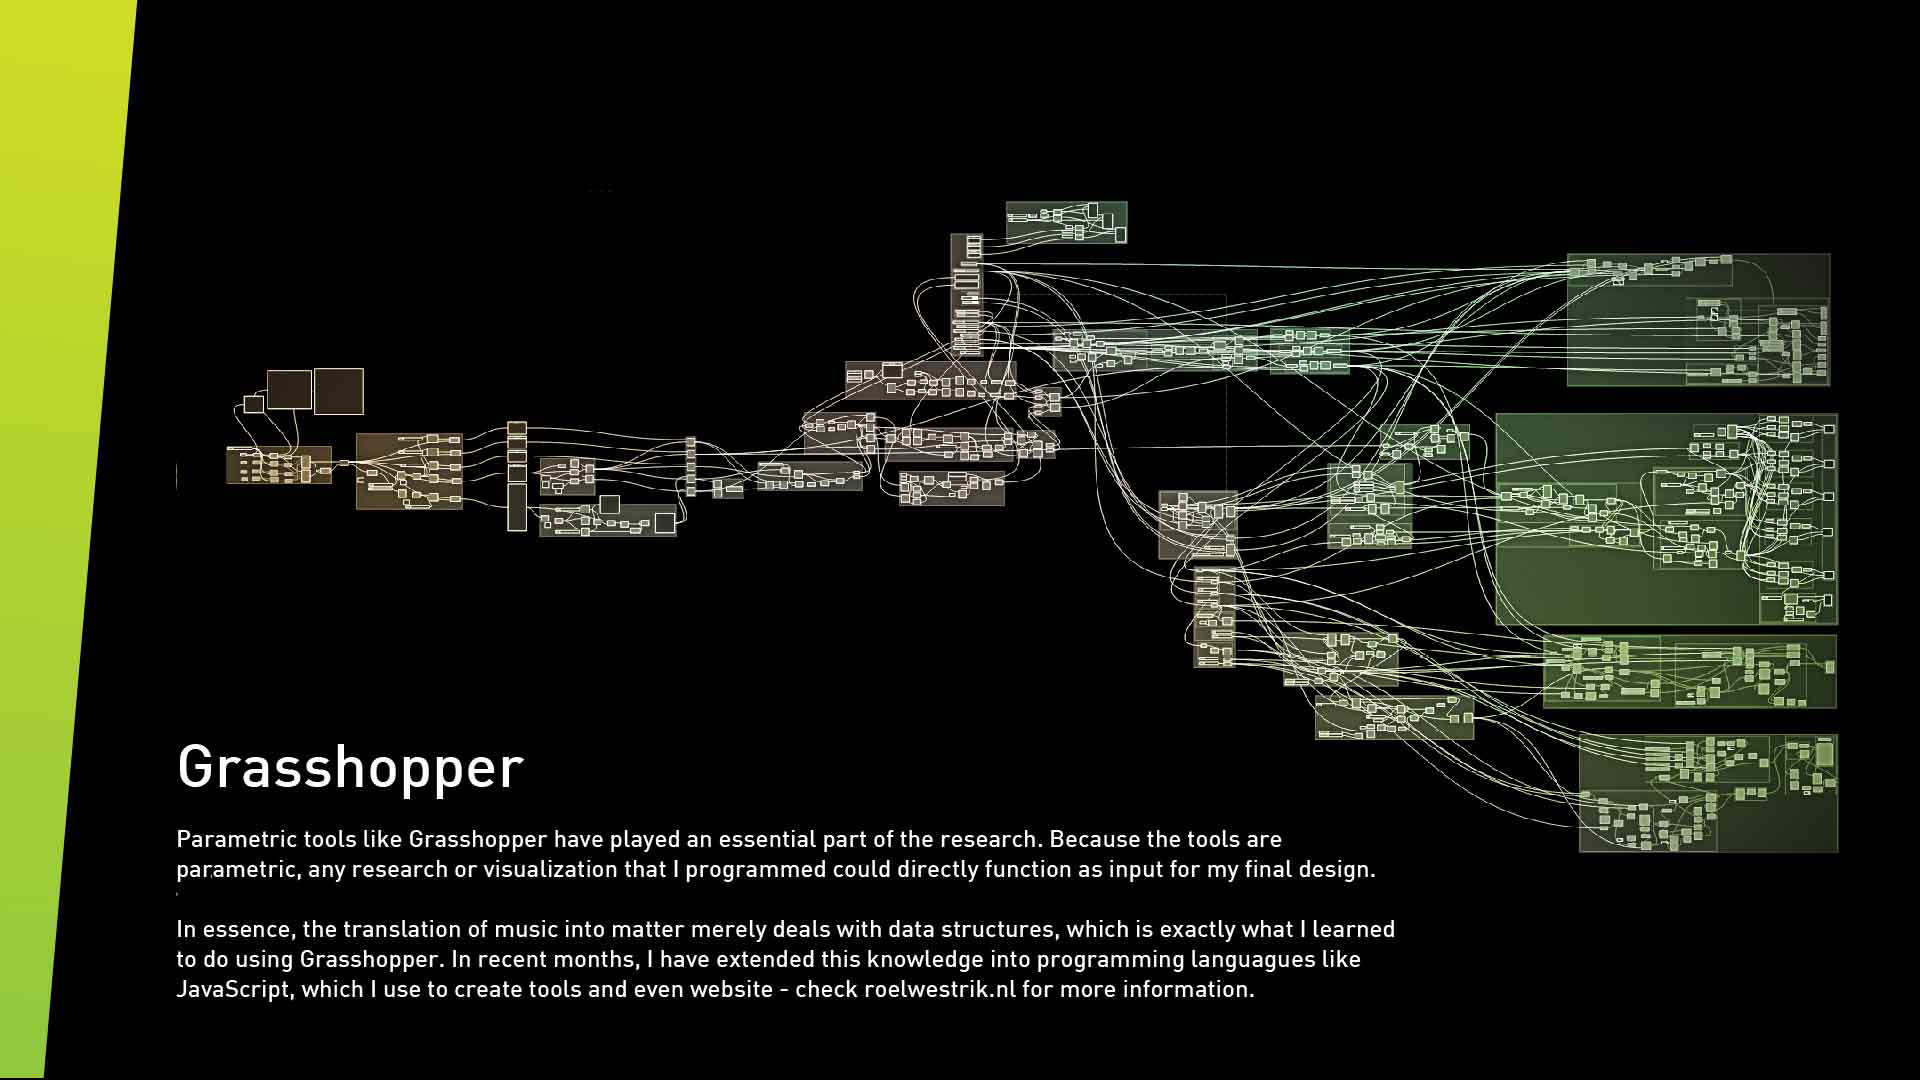 Grasshopper
Parametric tools like Grasshopper have played an essential part of the research. Because the tools are
parametric, any research or visualization that I programmed could directly function as input for my final design.
In essence, the translation of music into matter merely deals with data structures, which is exactly what I learned
to do using Grasshopper. In recent months, I have extended this knowledge into programming languagues like
JavaScript, which I use to create tools and even website - check roelwestrik.nl for more information.